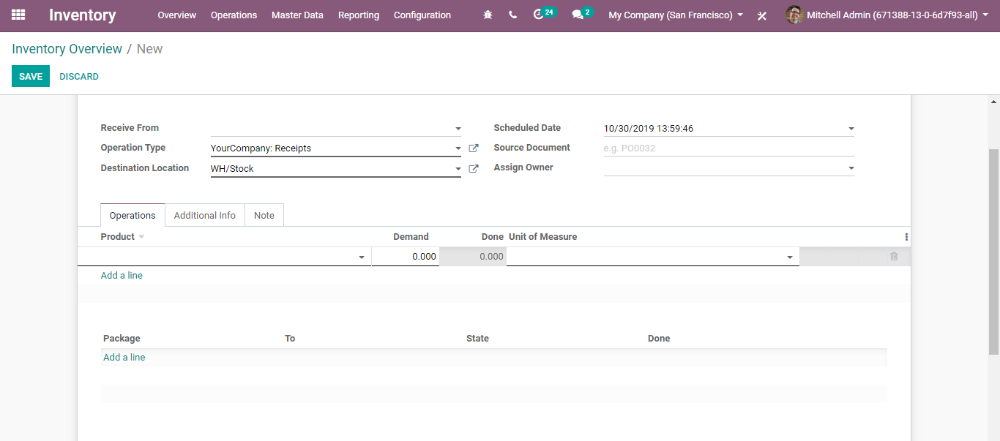 Inventory Overview Operations Master Data Reporting Configuration 24 2 My Company (San Francisco) Mitchell Admin (671388-13-0-6d7f93-all)
Inventory Overview / New
SAVE DISCARD
Receive From Scheduled Date 10/30/2019 13:59:46
Operation Type YourCompany: Receipts Source Document e.g. PO0032
Destination Location WH/Stock Assign Owner
Operations Additional Info Note
Product Demand Done Unit of Measure
0.000 0.000
Add a line
Package To State Done
Add a line